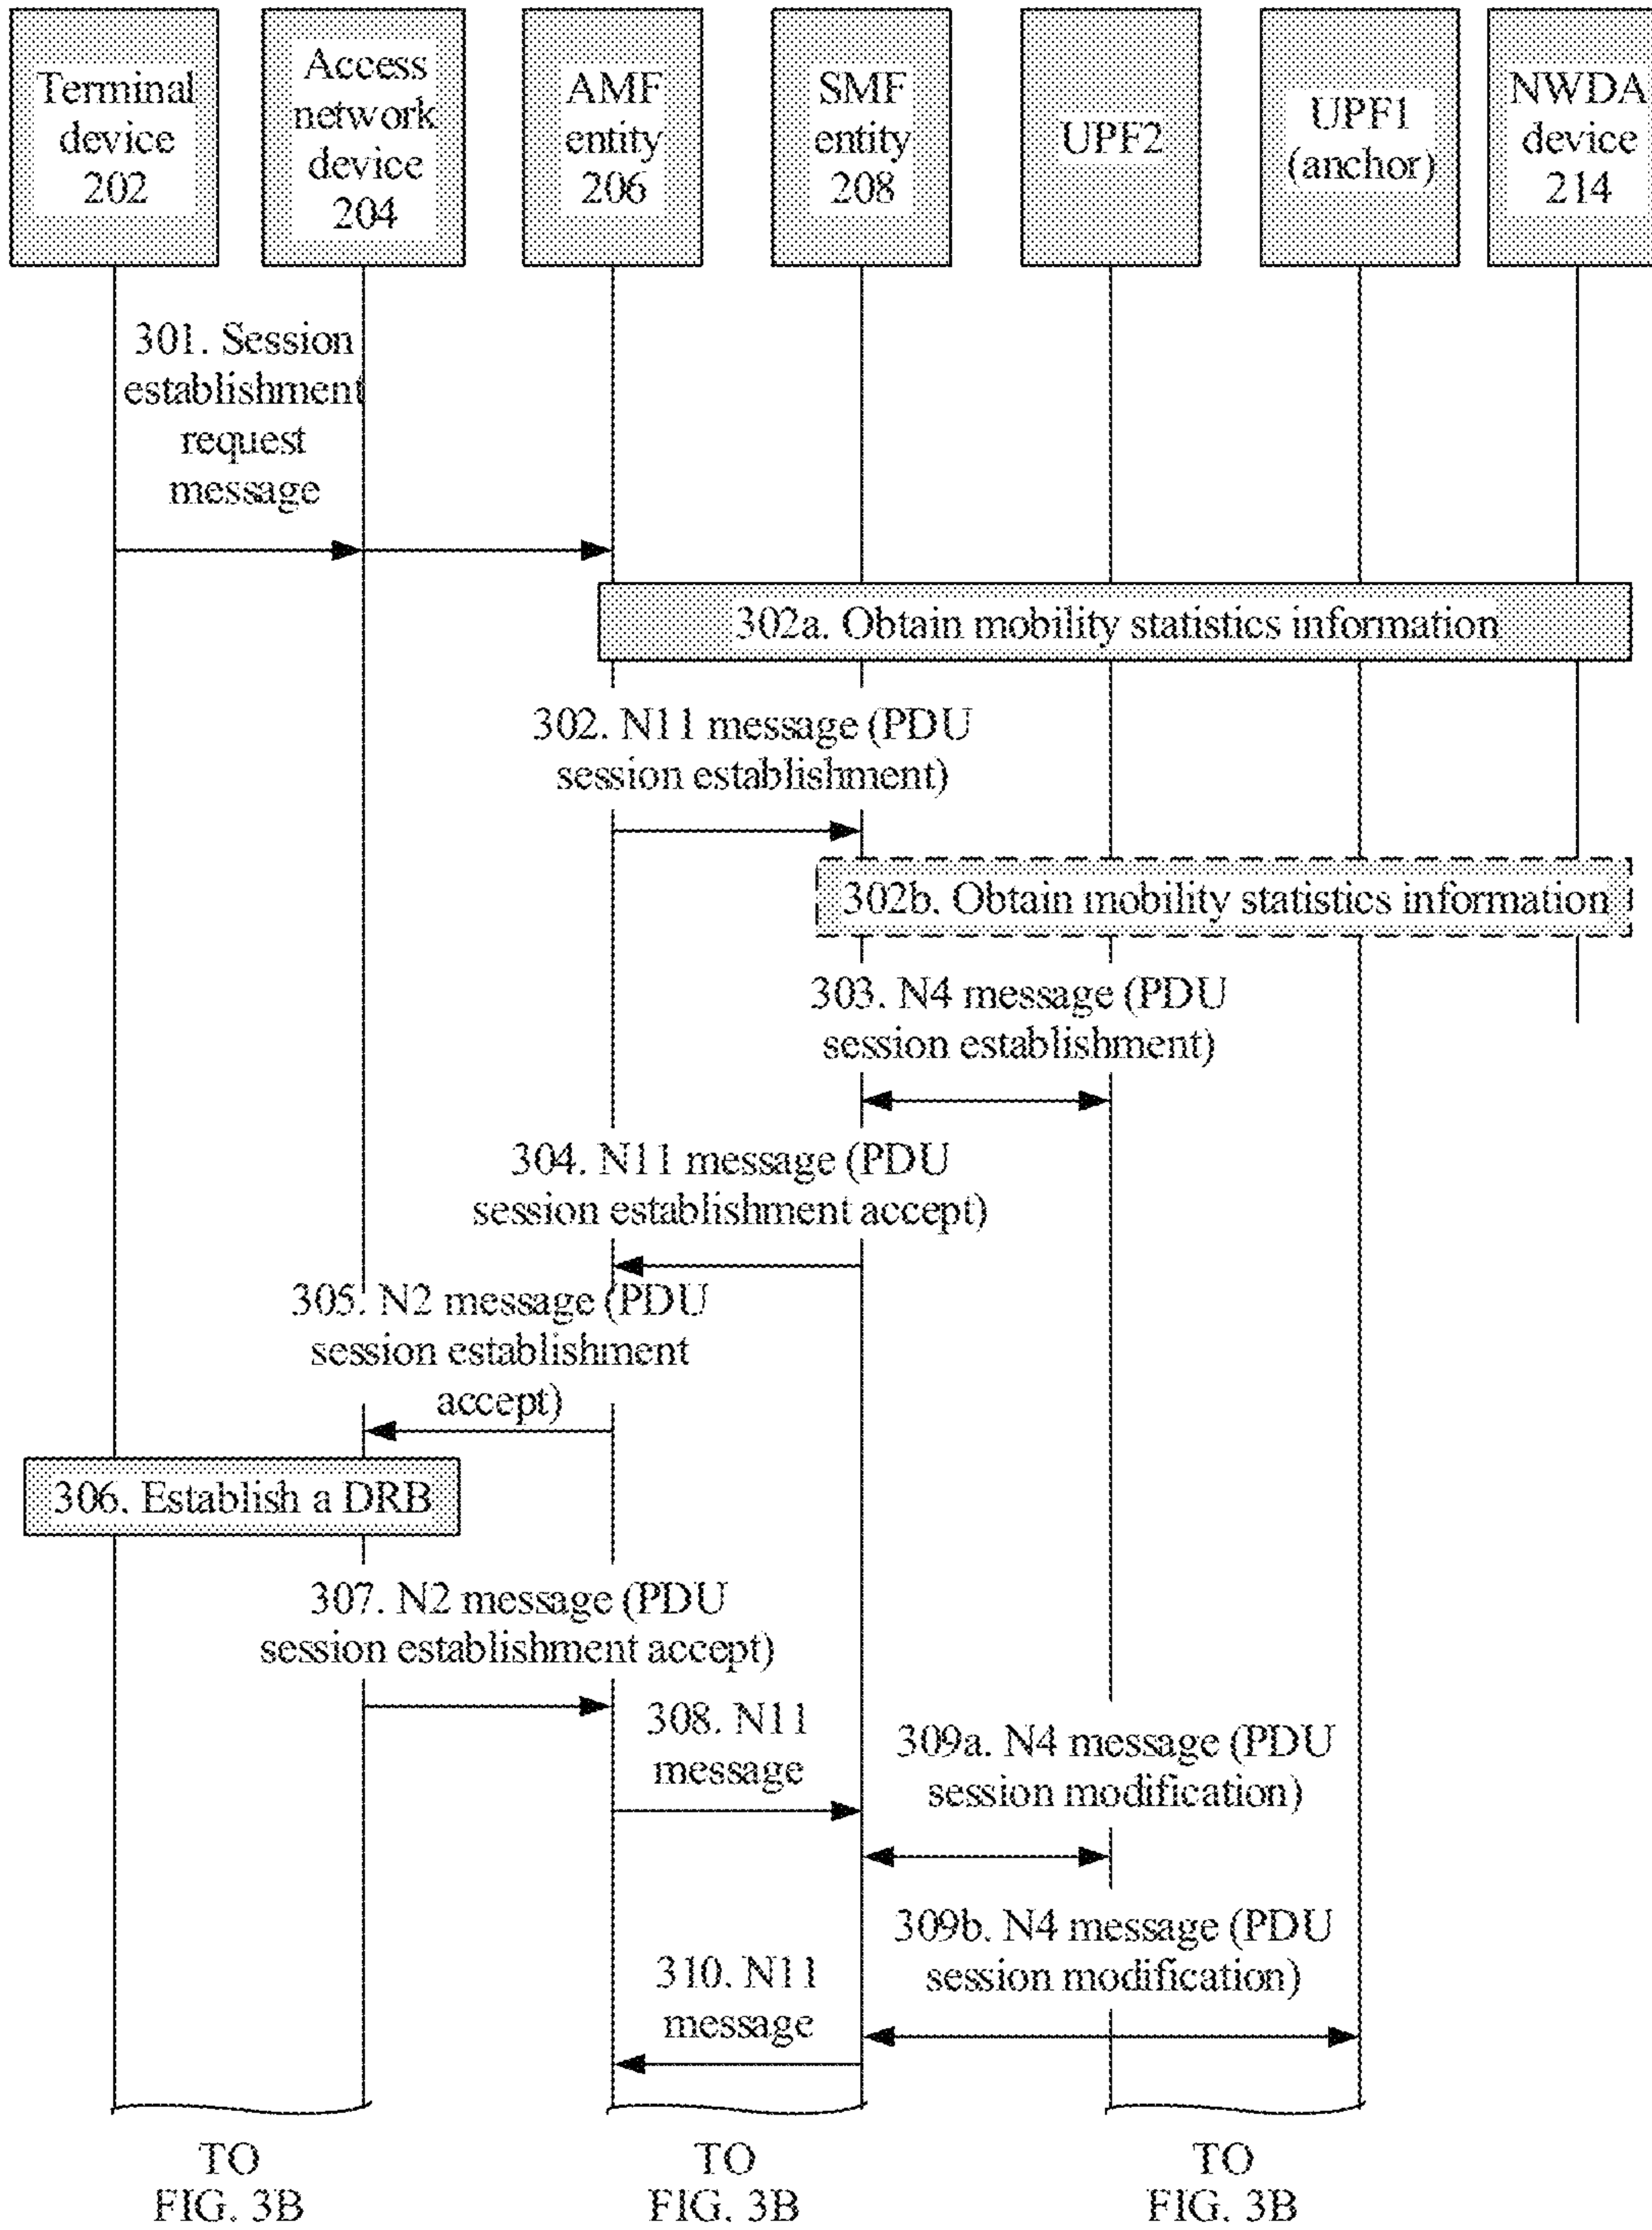 Terminal
device
202
Access
network
device
204
AMF
entity
206
SMF
entity
208
UPF2
UPF1
(anchor)
NWDA
device
214
301. Session
establishment
request
message
302a. Obtain mobility statistics information
302. N11 message (PDU
session establishment)
302b. Obtain mobility statistics information
303. N4 message (PDU
session establishment)
304. N11 message (PDU
session establishment accept)
305. N2 message (PDU
session establishment
accept)
306. Establish a DRB
307. N2 message (PDU
session establishment accept)
308. N11
message
309a. N4 message (PDU
session modification)
309b. N4 message (PDU
session modification)
310. N11
message
TO
FIG. 3B
TO
FIG. 3B
TO
FIG. 3B